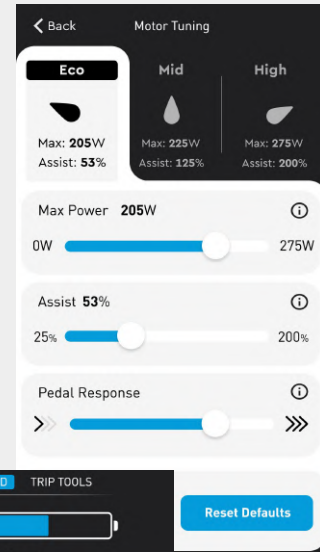 Back Motor Tuning
Eco Mid High
Max: 205W Max: 225W Max: 275W
Assist: 53% Assist: 125% Assist: 200%
Max Power 205W
0W 275W
Assist 53%
25% 200%
Pedal Response
TRIP TOOLS
Reset Defaults